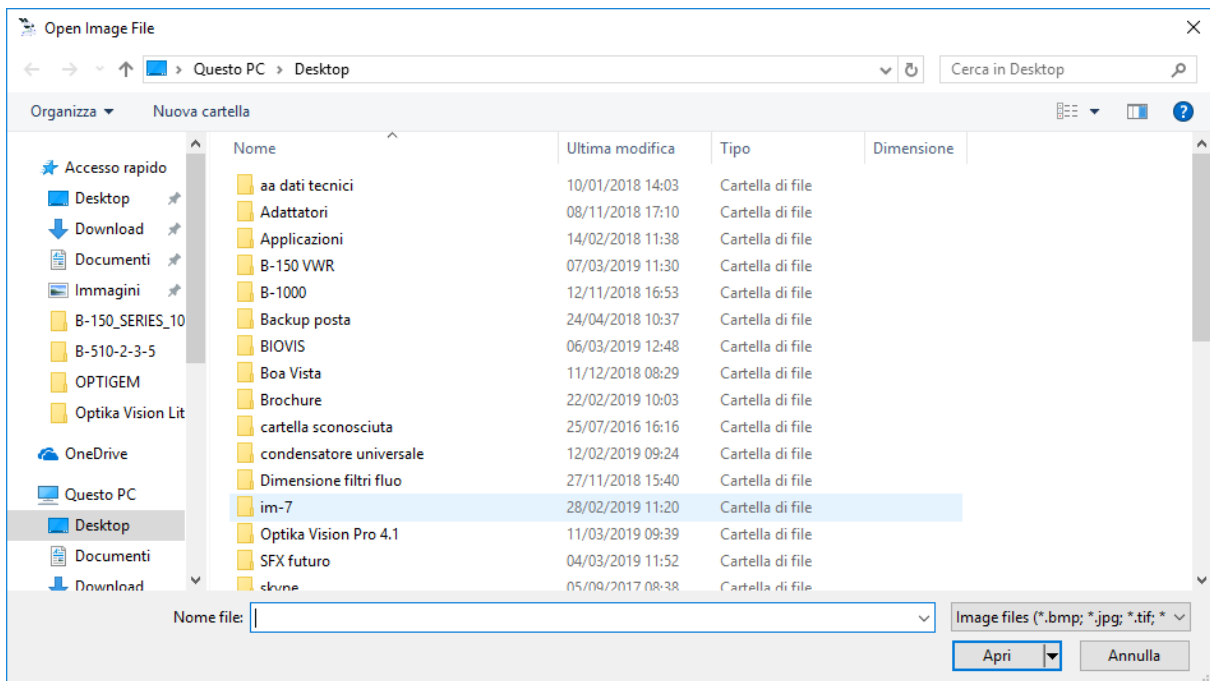 Open Image File
Questo PC > Desktop
Cerca in Desktop
Organizza
Nuova cartella
Accesso rapido
Desktop
Download
Documenti
Immagini
B-150_SERIES_10
B-510-2-3-5
OPTIGEM
Optika Vision Lit
OneDrive
Questo PC
Desktop
Documenti
Download
Nome Ultima modifica Tipo Dimensione
aa dati tecnici 10/01/2018 14:03 Cartella di file
Adattatori 08/11/2018 17:10 Cartella di file
Applicazioni 14/02/2018 11:38 Cartella di file
B-150 VWR 07/03/2019 11:30 Cartella di file
B-1000 12/11/2018 16:53 Cartella di file
Backup posta 24/04/2018 10:37 Cartella di file
BIOVIS 06/03/2019 12:48 Cartella di file
Boa Vista 11/12/2018 08:29 Cartella di file
Brochure 22/02/2019 10:03 Cartella di file
cartella sconosciuta 25/07/2016 16:16 Cartella di file
condensatore universale 12/02/2019 09:24 Cartella di file
Dimensione filtri fluo 27/11/2018 15:40 Cartella di file
im-7 28/02/2019 11:20 Cartella di file
Optika Vision Pro 4.1 11/03/2019 09:39 Cartella di file
SFX futuro 04/03/2019 11:52 Cartella di file
skype 05/09/2017 08:38 Cartella di file
Nome file:
Image files (*.bmp; *.jpg; *.tif; *
Apri
Annulla